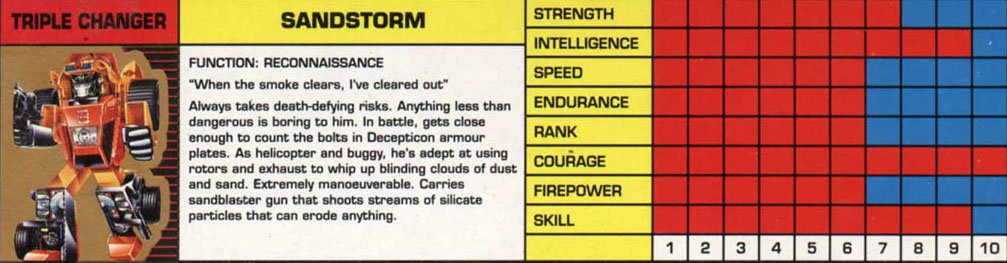 TRIPLE CHANGER
SANDSTORM
FUNCTION: RECONNAISSANCE
"When the smoke clears, I've cleared out"
Always takes death-defying risks. Anything less than
dangerous is boring to him. In battle, gets close
enough to count the bolts in Decepticon armour
plates. As helicopter and buggy, he's adept at using
rotors and exhaust to whip up blinding clouds of dust
and sand. Extremely manoeuverable. Carries
sandblaster gun that shoots streams of silicate
particles that can erode anything.
STRENGTH
INTELLIGENCE
SPEED
ENDURANCE
RANK
COURAGE
FIREPOWER
SKILL
1 2 3 4 5 6 7 8 9 10